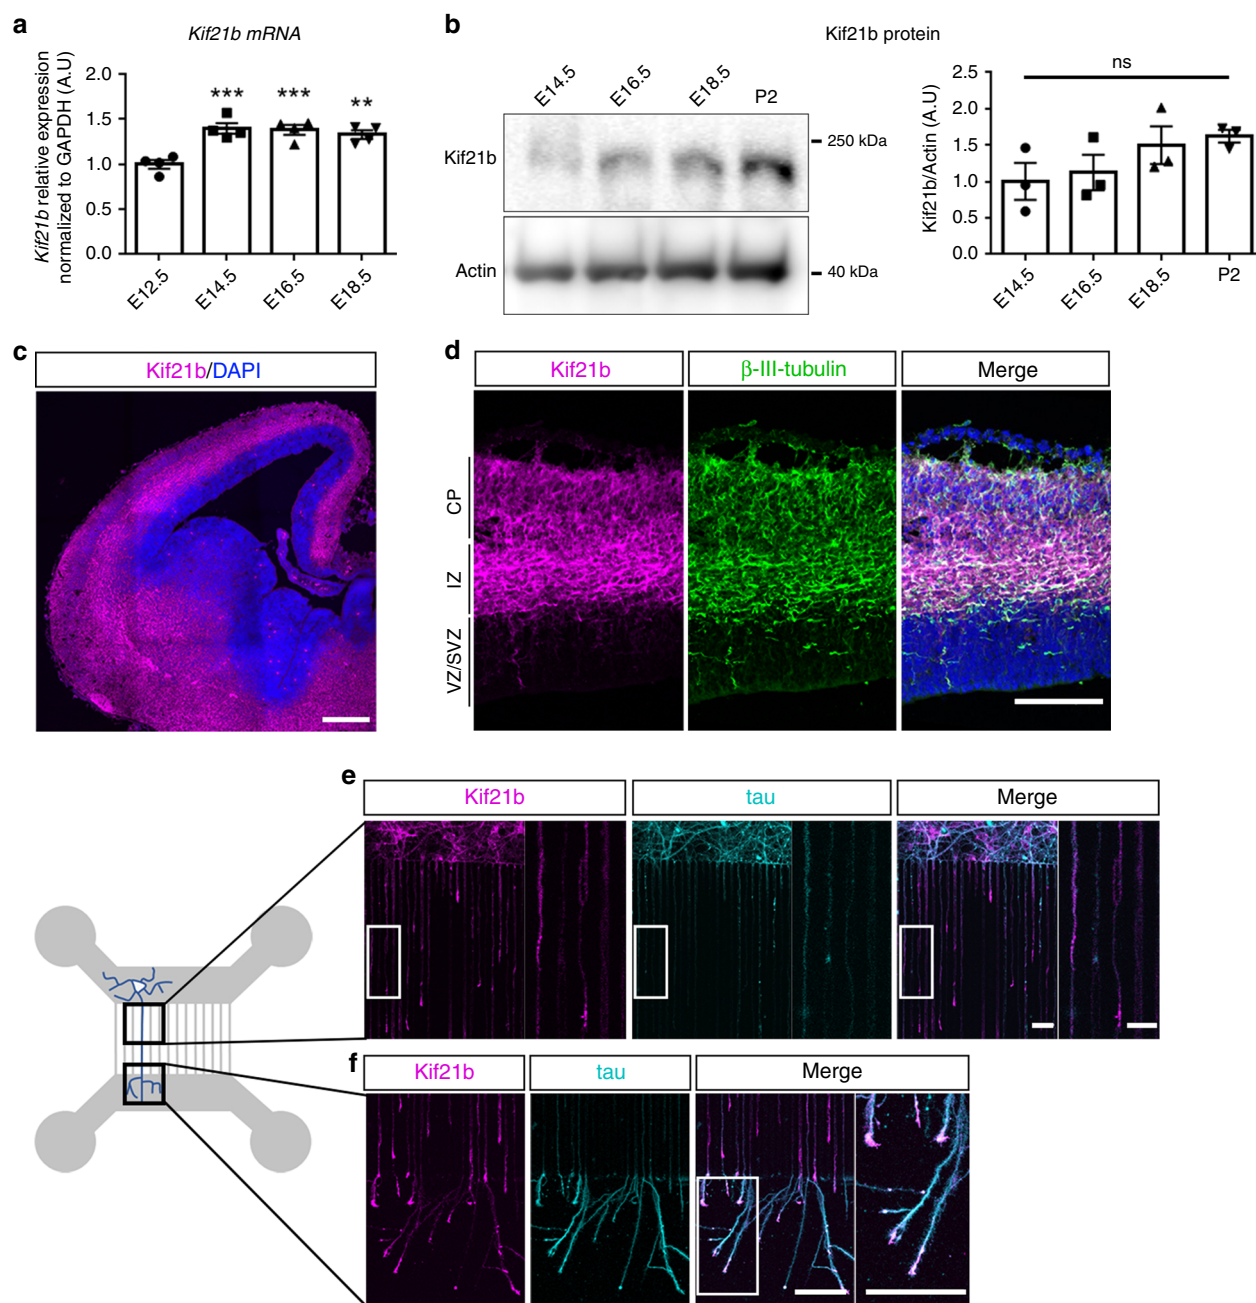 a
Kif21b mRNA
Kif21b relative expression
normalized to GAPDH (A.U)
2.0
1.5
1.0
0.5
0.0
***
***
**
E12.5
E14.5
E16.5
E18.5
b
Kif21b protein
E14.5
E16.5
E18.5
P2
Kif21b
250 kDa
Actin
40 kDa
Kif21b/Actin (A.U)
2.5
2.0
1.5
1.0
0.5
0.0
ns
E14.5
E16.5
E18.5
P2
c
Kif21b/DAPI
d
Kif21b
β-III-tubulin
Merge
CP
IZ
VZ/SVZ
e
Kif21b
tau
Merge
f
Kif21b
tau
Merge